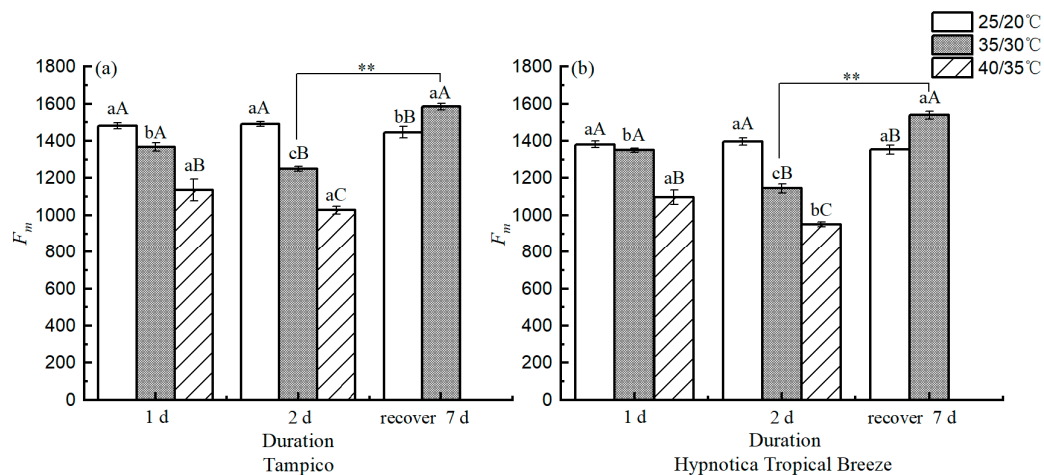 25/20℃
35/30℃
40/35℃
(a)
**
aA
bA
aB
aA
cB
aC
bB
aA
1800
1600
1400
1200
1000
800
600
400
200
0
Fm
1 d
2 d
recover 7 d
Duration
Tampico
(b)
**
aA
bA
aB
aA
cB
bC
aB
aA
1800
1600
1400
1200
1000
800
600
400
200
0
Fm
1 d
2 d
recover 7 d
Duration
Hypnotica Tropical Breeze